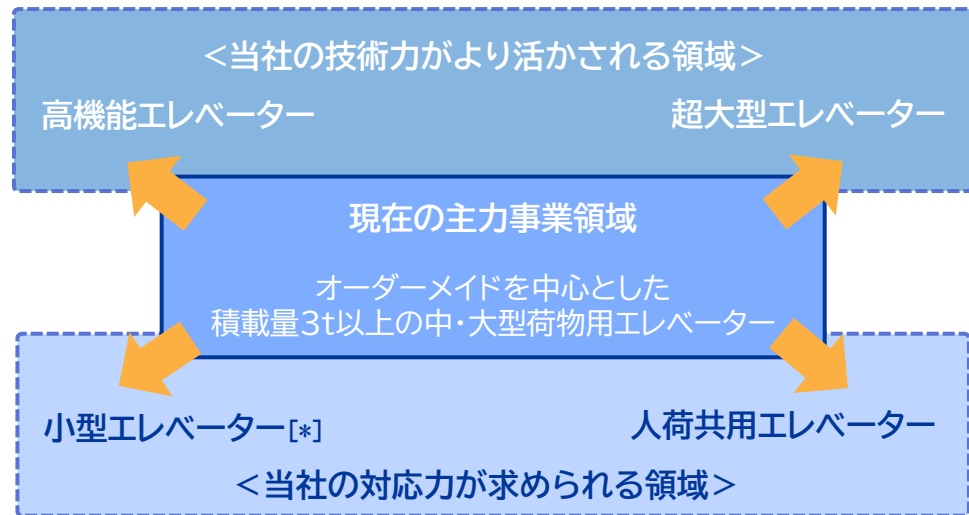 ＜当社の技術力がより活かされる領域＞
高機能エレベーター
超大型エレベーター
現在の主力事業領域
オーダーメイドを中心とした
積載量3t以上の中・大型荷物用エレベーター
小型エレベーター[*]
人荷共用エレベーター
＜当社の対応力が求められる領域＞